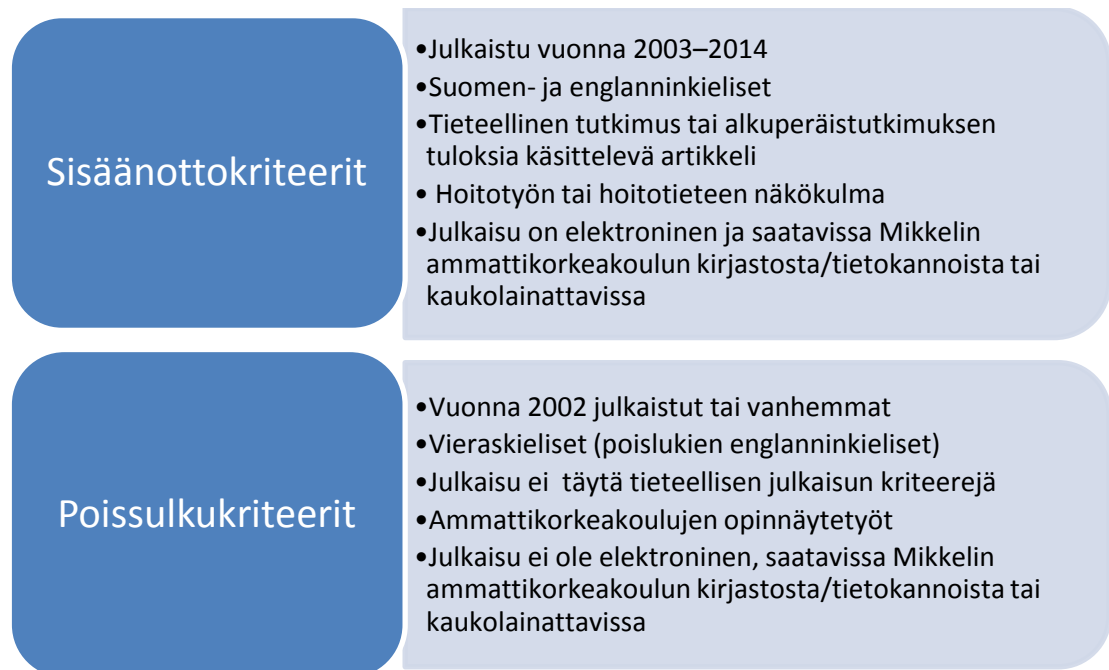 Sisäänottokriteerit
•Julkaistu vuonna 2003–2014
•Suomen- ja englanninkieliset
•Tieteellinen tutkimus tai alkuperäistutkimuksen
tuloksia käsittelevä artikkeli
• Hoitotyön tai hoitotieteen näkökulma
•Julkaisu on elektroninen ja saatavissa Mikkelin
ammattikorkeakoulun kirjastosta/tietokannoista tai
kaukolainattavissa
Poissulkukriteerit
•Vuonna 2002 julkaistut tai vanhemmat
•Vieraskieliset (poislukien englanninkieliset)
•Julkaisu ei täytä tieteellisen julkaisun kriteerejä
•Ammattikorkeakoulujen opinnäytetyöt
•Julkaisu ei ole elektroninen, saatavissa Mikkelin
ammattikorkeakoulun kirjastosta/tietokannoista tai
kaukolainattavissa